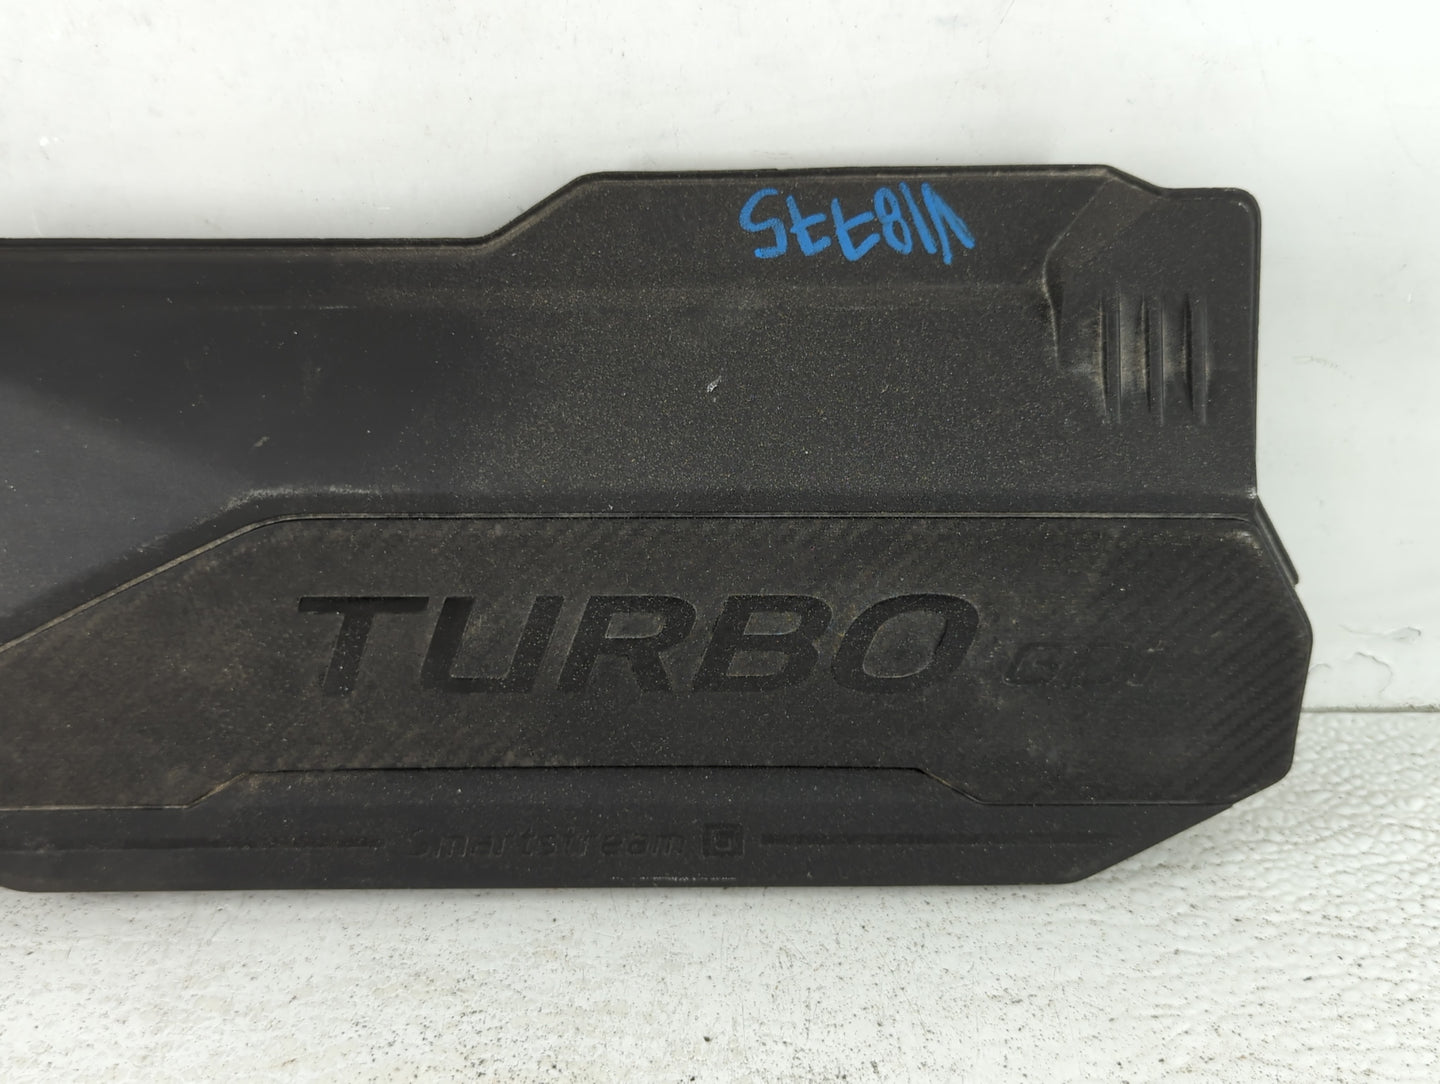 V18775
TURBO GDi
Smartstream G